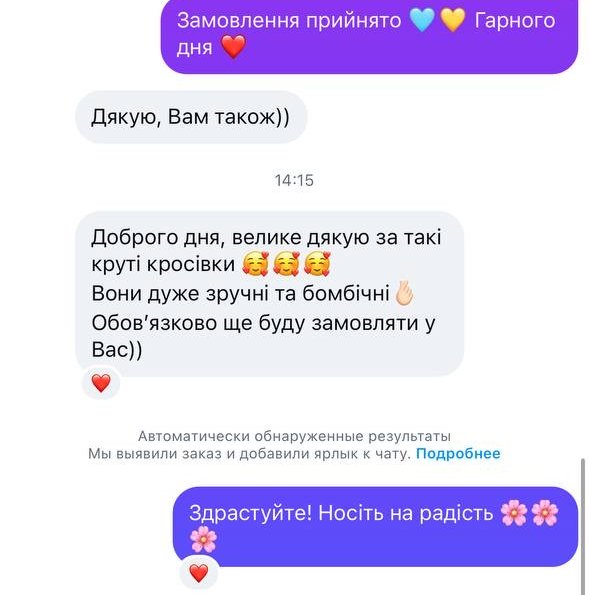 Замовлення прийнято 🩵💛 Гарного
дня ❤️
Дякую, Вам також))
14:15
Доброго дня, велике дякую за такі
круті кросівки 🥰🥰🥰
Вони дуже зручні та бомбічні🫰🏻
Обов’язково ще буду замовляти у
Вас))
❤️
Автоматически обнаруженные результаты
Мы выявили заказ и добавили ярлык к чату. Подробнее
Здрастуйте! Носіть на радість 🌸🌸
🌸
❤️